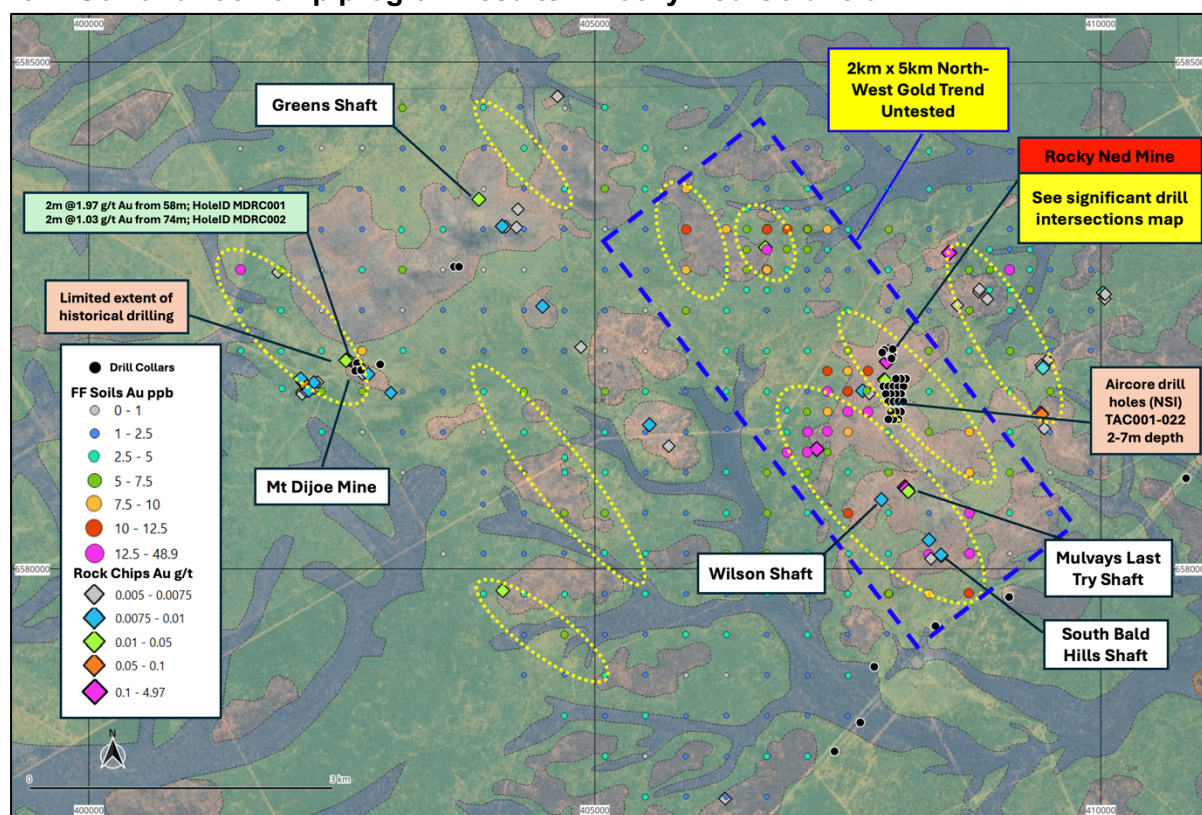 400000
405000
410000
6585000
6585000
Greens Shaft
2km x 5km North-
West Gold Trend
Untested
Rocky Ned Mine
See significant drill
intersections map
2m @1.97 g/t Au from 58m; HoleID MDRC001
2m @1.03 g/t Au from 74m; HoleID MDRC002
Limited extent of
historical drilling
Drill Collars
FF Soils Au ppb
0 - 1
1 - 2.5
2.5 - 5
5 - 7.5
7.5 - 10
10 - 12.5
12.5 - 48.9
Rock Chips Au g/t
0.005 - 0.0075
0.0075 - 0.01
0.01 - 0.05
0.05 - 0.1
0.1 - 4.97
Aircore drill
holes (NSI)
TAC001-022
2-7m depth
Mt Dijoe Mine
Wilson Shaft
Mulvays Last
Try Shaft
South Bald
Hills Shaft
6580000
6580000
N
0
3 km
400000
405000
410000